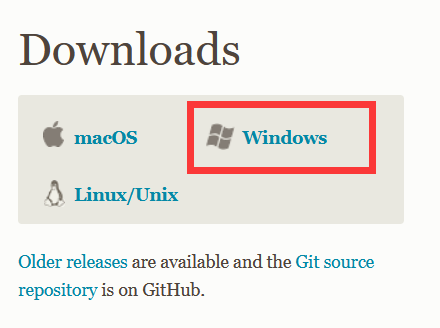 Downloads
macOS Windows
Linux/Unix
Older releases are available and the Git source
repository is on GitHub.